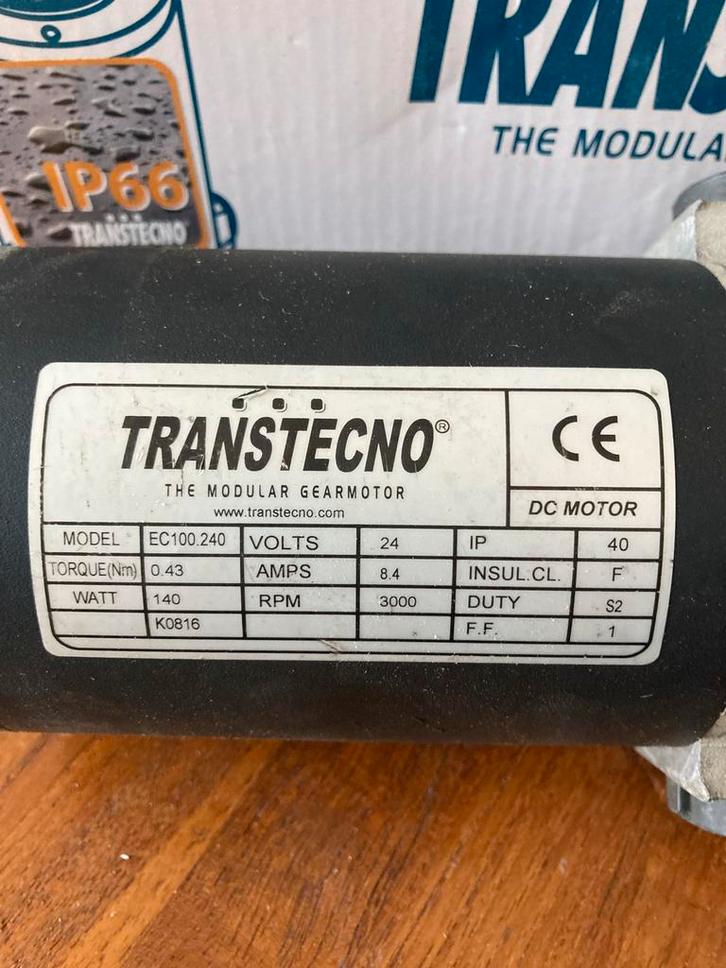 TRANS
THE MODULA
IP66
TRANSTECNO
TRANSTECNO®
THE MODULAR GEARMOTOR
www.transtecno.com
CE
DC MOTOR
MODEL EC100.240 VOLTS 24 IP 40
TORQUE(Nm) 0.43 AMPS 8.4 INSUL.CL. F
WATT 140 RPM 3000 DUTY S2
K0816 F.F. 1